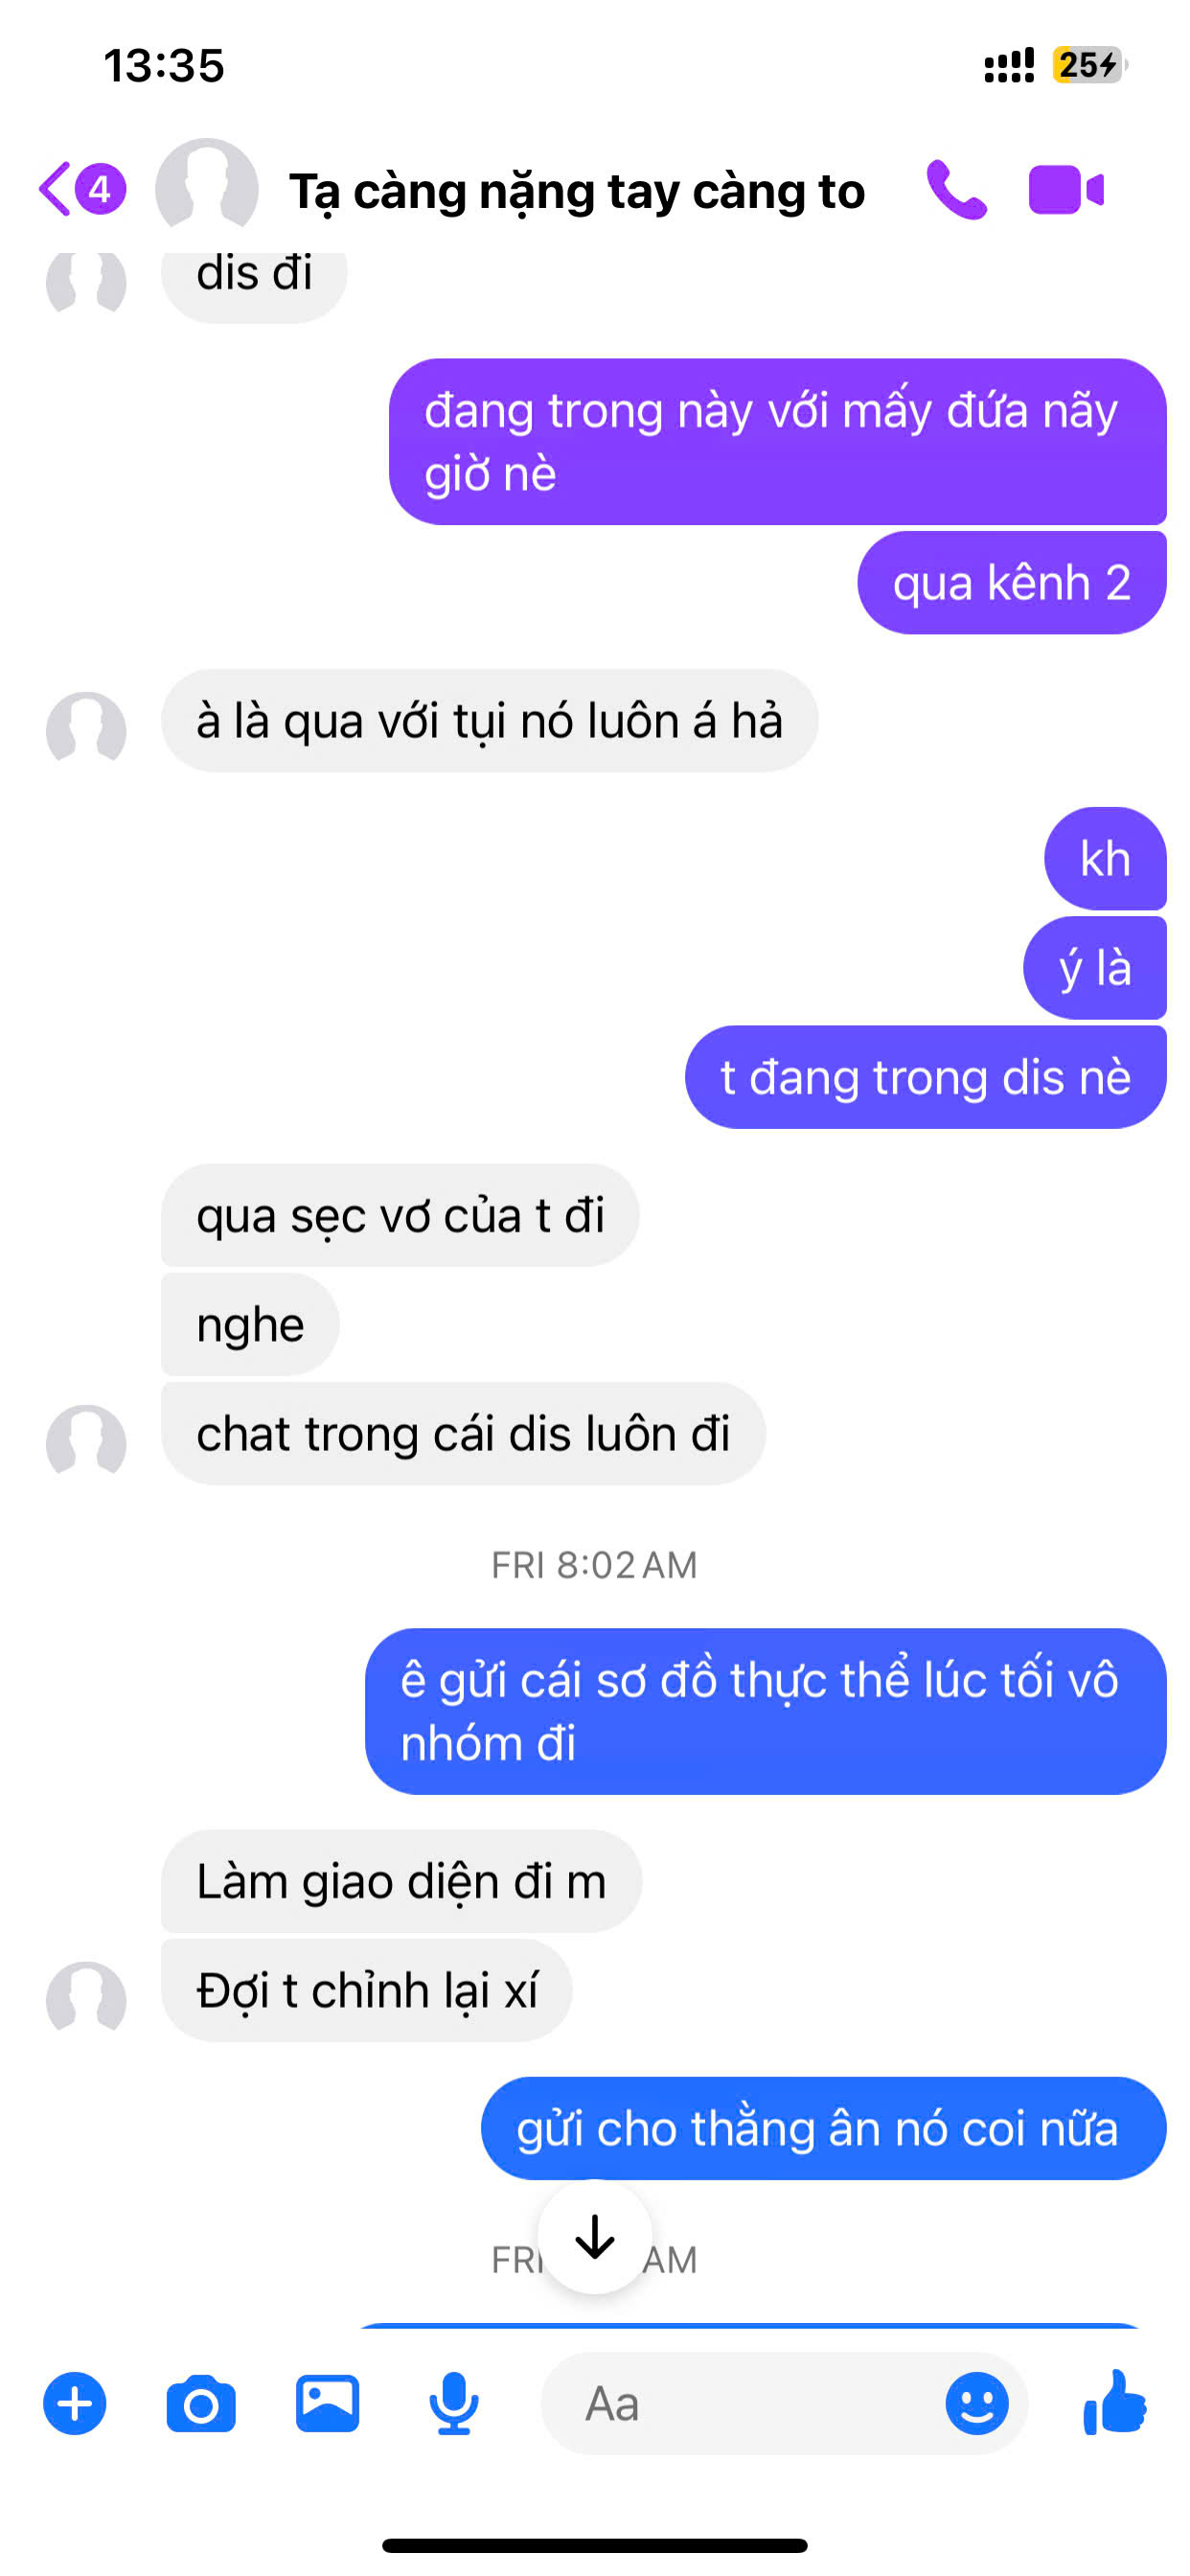 13:35
25
4
Tạ càng nặng tay càng to
dis đi
đang trong này với mấy đứa nãy
giờ nè
qua kênh 2
à là qua với tụi nó luôn á hả
kh
ý là
t đang trong dis nè
qua sẹc vơ của t đi
nghe
chat trong cái dis luôn đi
FRI 8:02 AM
ê gửi cái sơ đồ thực thể lúc tối vô
nhóm đi
Làm giao diện đi m
Đợi t chỉnh lại xí
gửi cho thằng ân nó coi nữa
FRI AM
Aa